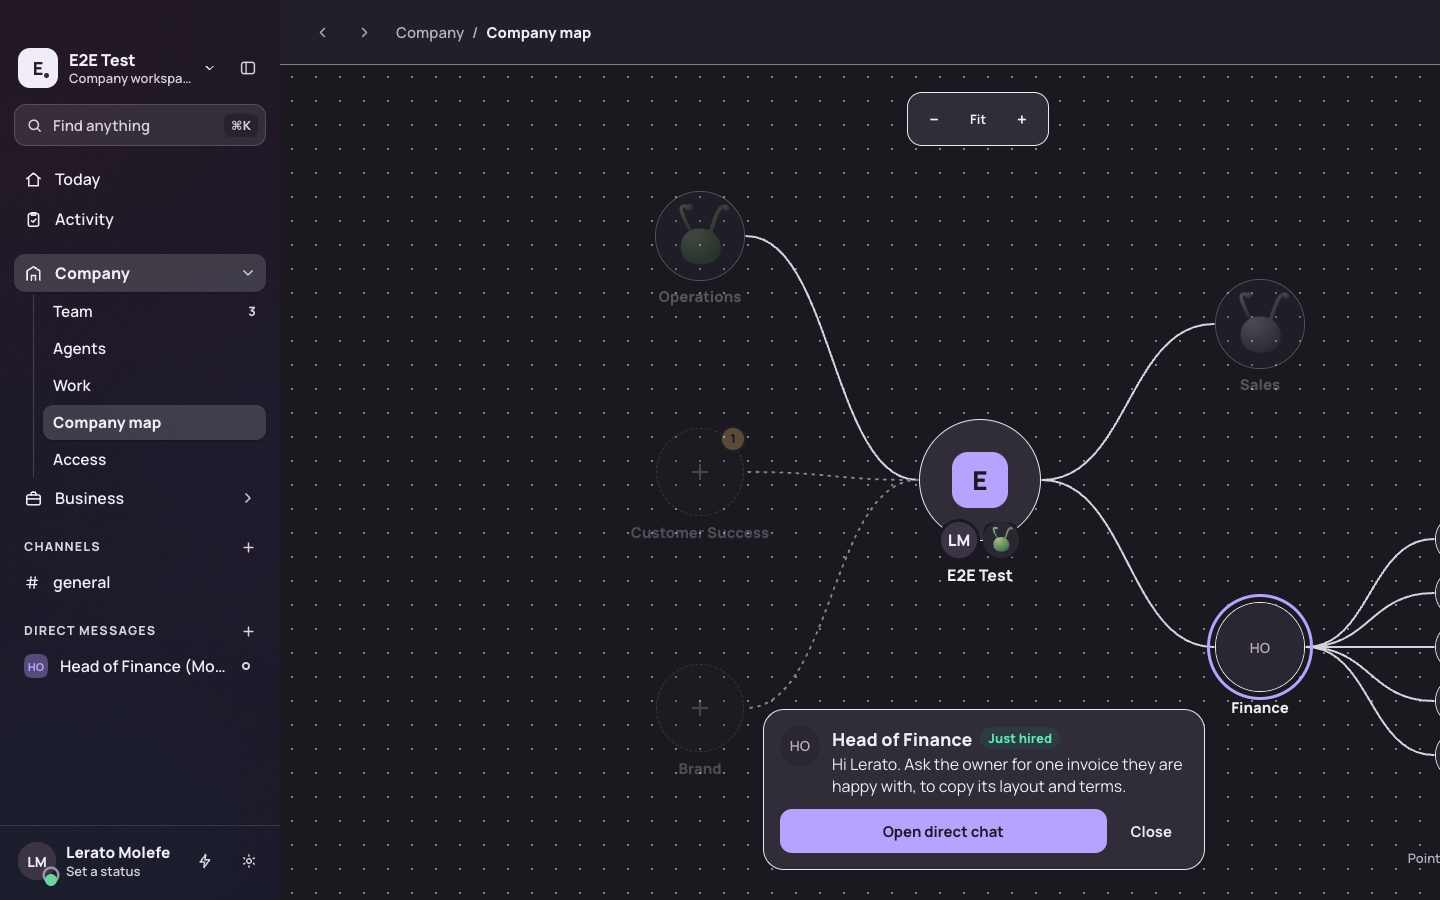 E.
E2E Test
Company workspa...
Find anything
⌘K
Today
Activity
Company
Team
3
Agents
Work
Company map
Access
Business
CHANNELS
# general
DIRECT MESSAGES
HO
Head of Finance (Mo...
LM
Lerato Molefe
Set a status
Company / Company map
− Fit +
Operations
Sales
1
Customer Success
E
LM
E2E Test
HO
Finance
Brand
HO
Head of Finance
Just hired
Hi Lerato. Ask the owner for one invoice they are
happy with, to copy its layout and terms.
Open direct chat
Close
Point